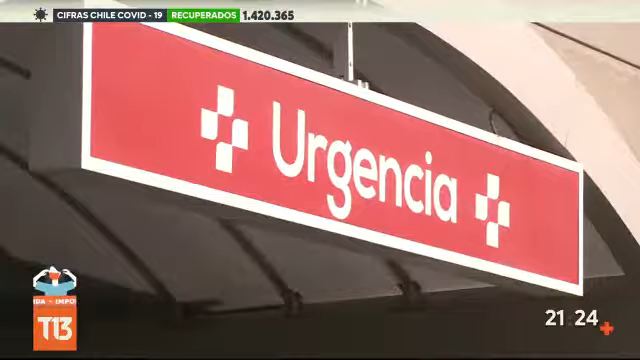 CIFRAS CHILE COVID - 19 RECUPERADOS 1.420.365
Urgencia
T13
21 24